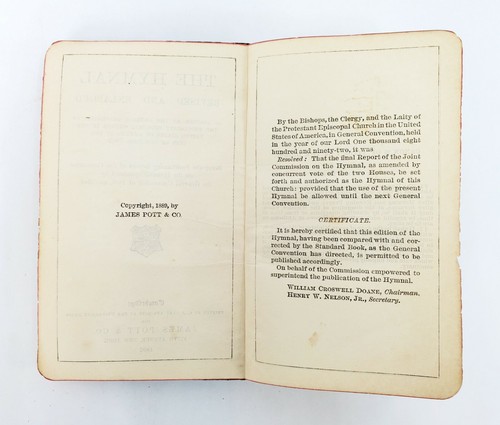 Copyright, 1889, by
JAMES POTT & CO.
By the Bishops, the Clergy, and the Laity of
the Protestant Episcopal Church in the United
States of America, in General Convention, held
in the year of our Lord One thousand eight
hundred and ninety-two, it was
Resolved: That the final Report of the Joint
Commission on the Hymnal, as amended by
concurrent vote of the two Houses, be set
forth and authorized as the Hymnal of this
Church: provided that the use of the present
Hymnal be allowed until the next General
Convention.
CERTIFICATE.
It is hereby certified that this edition of the
Hymnal, having been compared with and cor-
rected by the Standard Book, as the General
Convention has directed, is permitted to be
published accordingly.
On behalf of the Commission empowered to
superintend the publication of the Hymnal.
WILLIAM CROSWELL DOANE, Chairman.
HENRY W. NELSON, JR., Secretary.